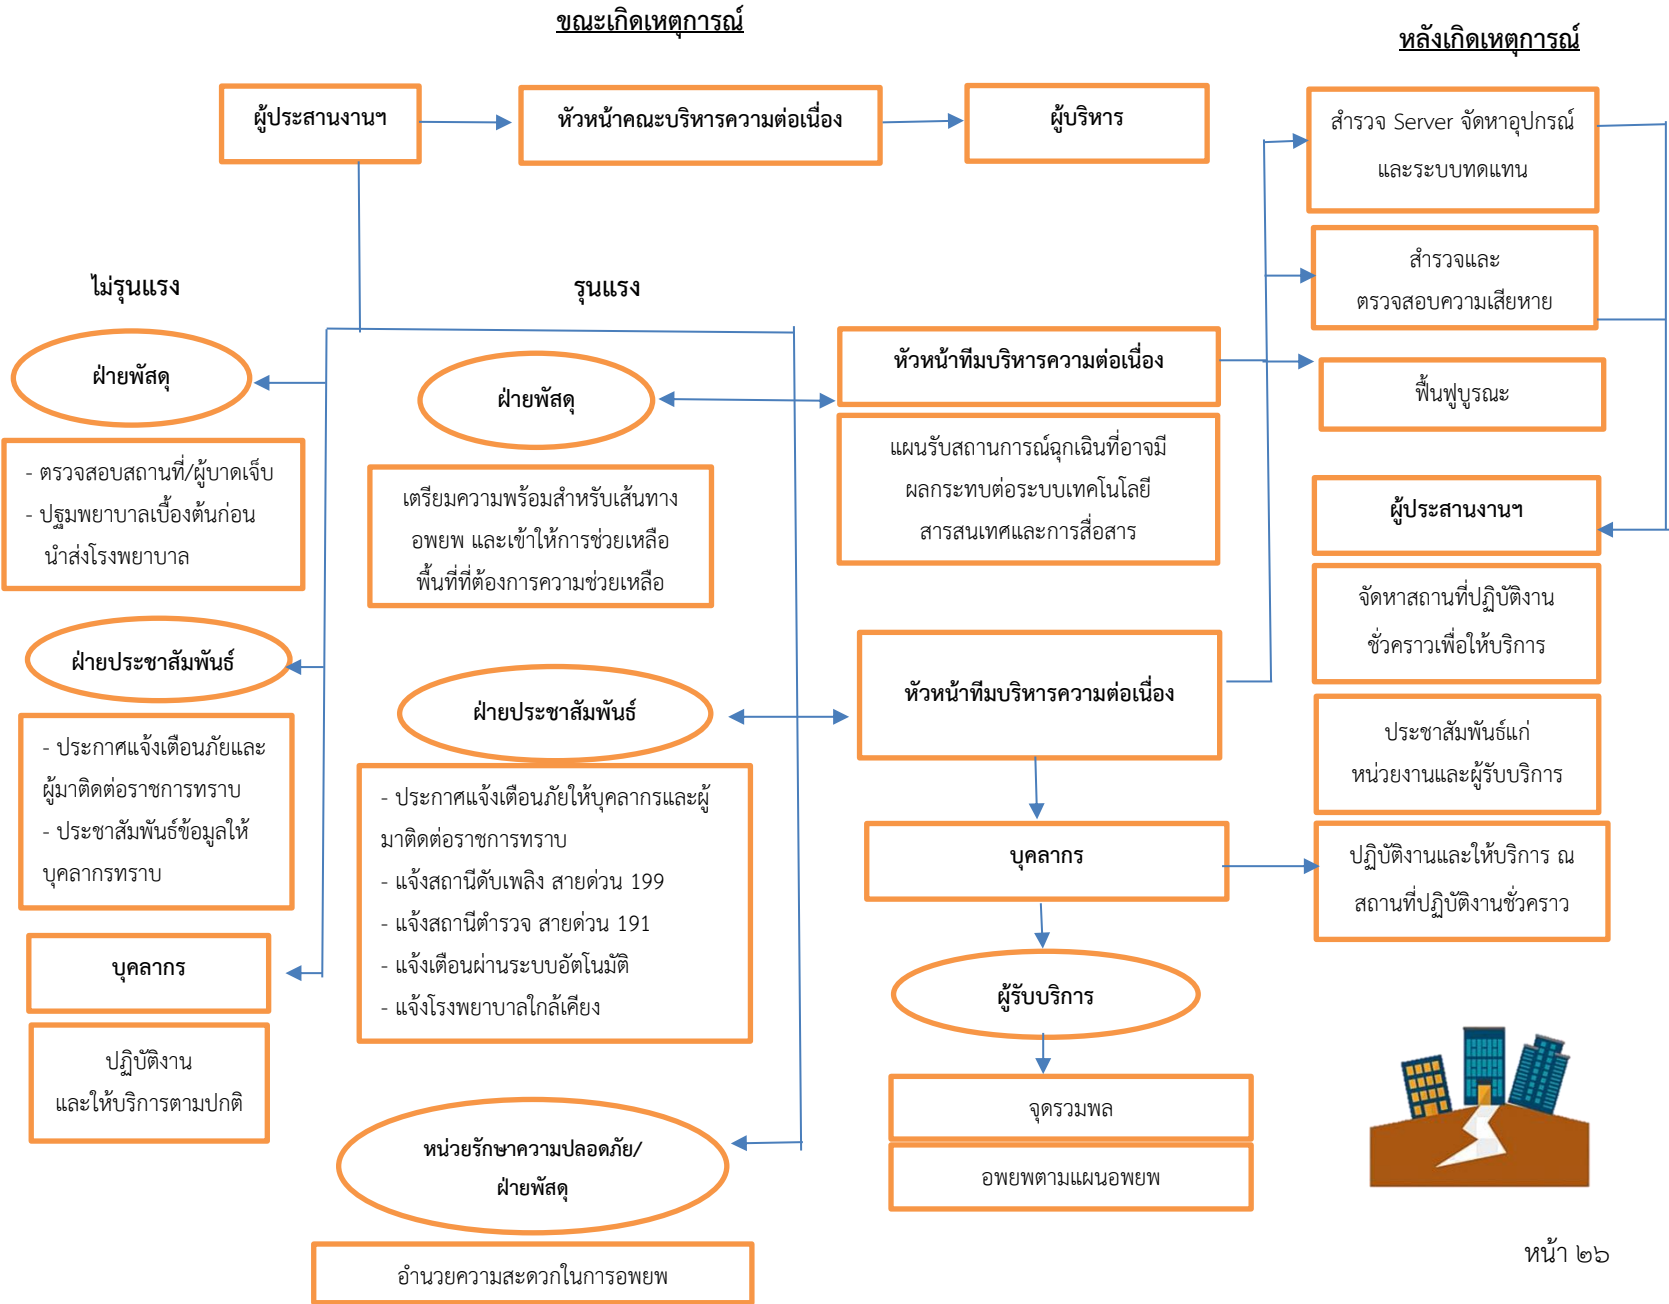 ขณะเกิดเหตุการณ์
หลังเกิดเหตุการณ์
ผู้ประสานงานฯ
หัวหน้าคณะบริหารความต่อเนื่อง
ผู้บริหาร
สำรวจ Server จัดหาอุปกรณ์
และระบบทดแทน
สำรวจและ
ตรวจสอบความเสียหาย
ฟื้นฟูบูรณะ
ผู้ประสานงานฯ
จัดหาสถานที่ปฏิบัติงาน
ชั่วคราวเพื่อให้บริการ
ประชาสัมพันธ์แก่
หน่วยงานและผู้รับบริการ
ปฏิบัติงานและให้บริการ ณ
สถานที่ปฏิบัติงานชั่วคราว
ไม่รุนแรง
ฝ่ายพัสดุ
- ตรวจสอบสถานที่/ผู้บาดเจ็บ
- ปฐมพยาบาลเบื้องต้นก่อน
นำส่งโรงพยาบาล
ฝ่ายประชาสัมพันธ์
- ประกาศแจ้งเตือนภัยและ
ผู้มาติดต่อราชการทราบ
- ประชาสัมพันธ์ข้อมูลให้
บุคลากรทราบ
บุคลากร
ปฏิบัติงาน
และให้บริการตามปกติ
รุนแรง
ฝ่ายพัสดุ
เตรียมความพร้อมสำหรับเส้นทาง
อพยพ และเข้าให้การช่วยเหลือ
พื้นที่ที่ต้องการความช่วยเหลือ
ฝ่ายประชาสัมพันธ์
- ประกาศแจ้งเตือนภัยให้บุคลากรและผู้
มาติดต่อราชการทราบ
- แจ้งสถานีดับเพลิง สายด่วน 199
- แจ้งสถานีตำรวจ สายด่วน 191
- แจ้งเตือนผ่านระบบอัตโนมัติ
- แจ้งโรงพยาบาลใกล้เคียง
หน่วยรักษาความปลอดภัย/
ฝ่ายพัสดุ
อำนวยความสะดวกในการอพยพ
หัวหน้าทีมบริหารความต่อเนื่อง
แผนรับสถานการณ์ฉุกเฉินที่อาจมี
ผลกระทบต่อระบบเทคโนโลยี
สารสนเทศและการสื่อสาร
หัวหน้าทีมบริหารความต่อเนื่อง
บุคลากร
ผู้รับบริการ
จุดรวมพล
อพยพตามแผนอพยพ
หน้า ๒๖